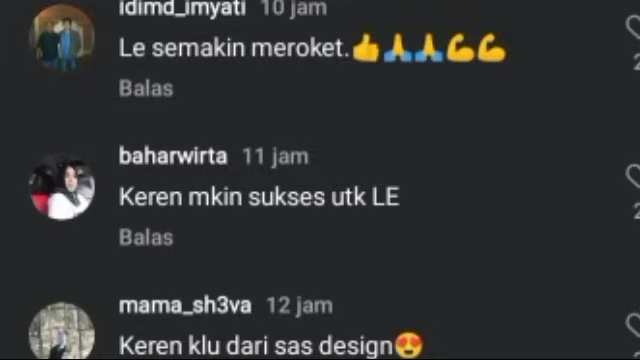 idimd_imyati 10 jam
Le semakin meroket.👍🙏🙏💪💪
Balas
baharwirta 11 jam
Keren mkin sukses utk LE
Balas
mama_sh3va 12 jam
Keren klu dari sas design😍